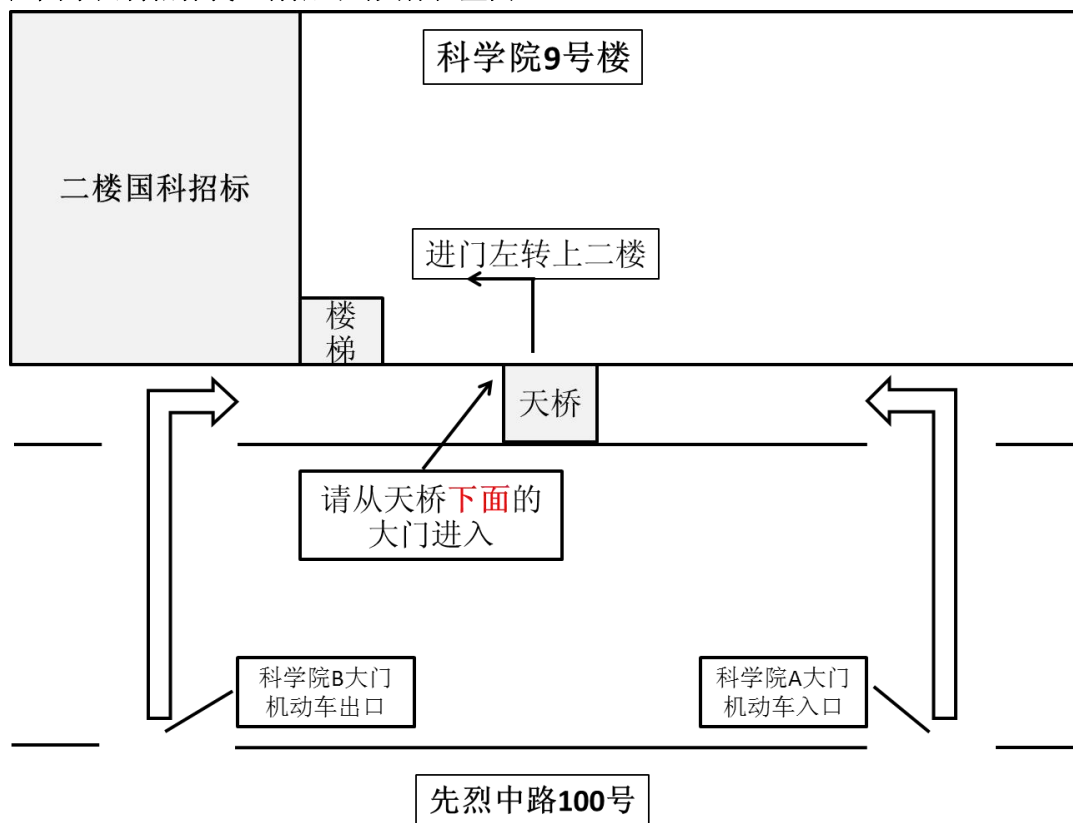 科学院9号楼
二楼国科招标
进门左转上二楼
楼
梯
天桥
请从天桥下面的
大门进入
科学院B大门
机动车出口
科学院A大门
机动车入口
先烈中路100号